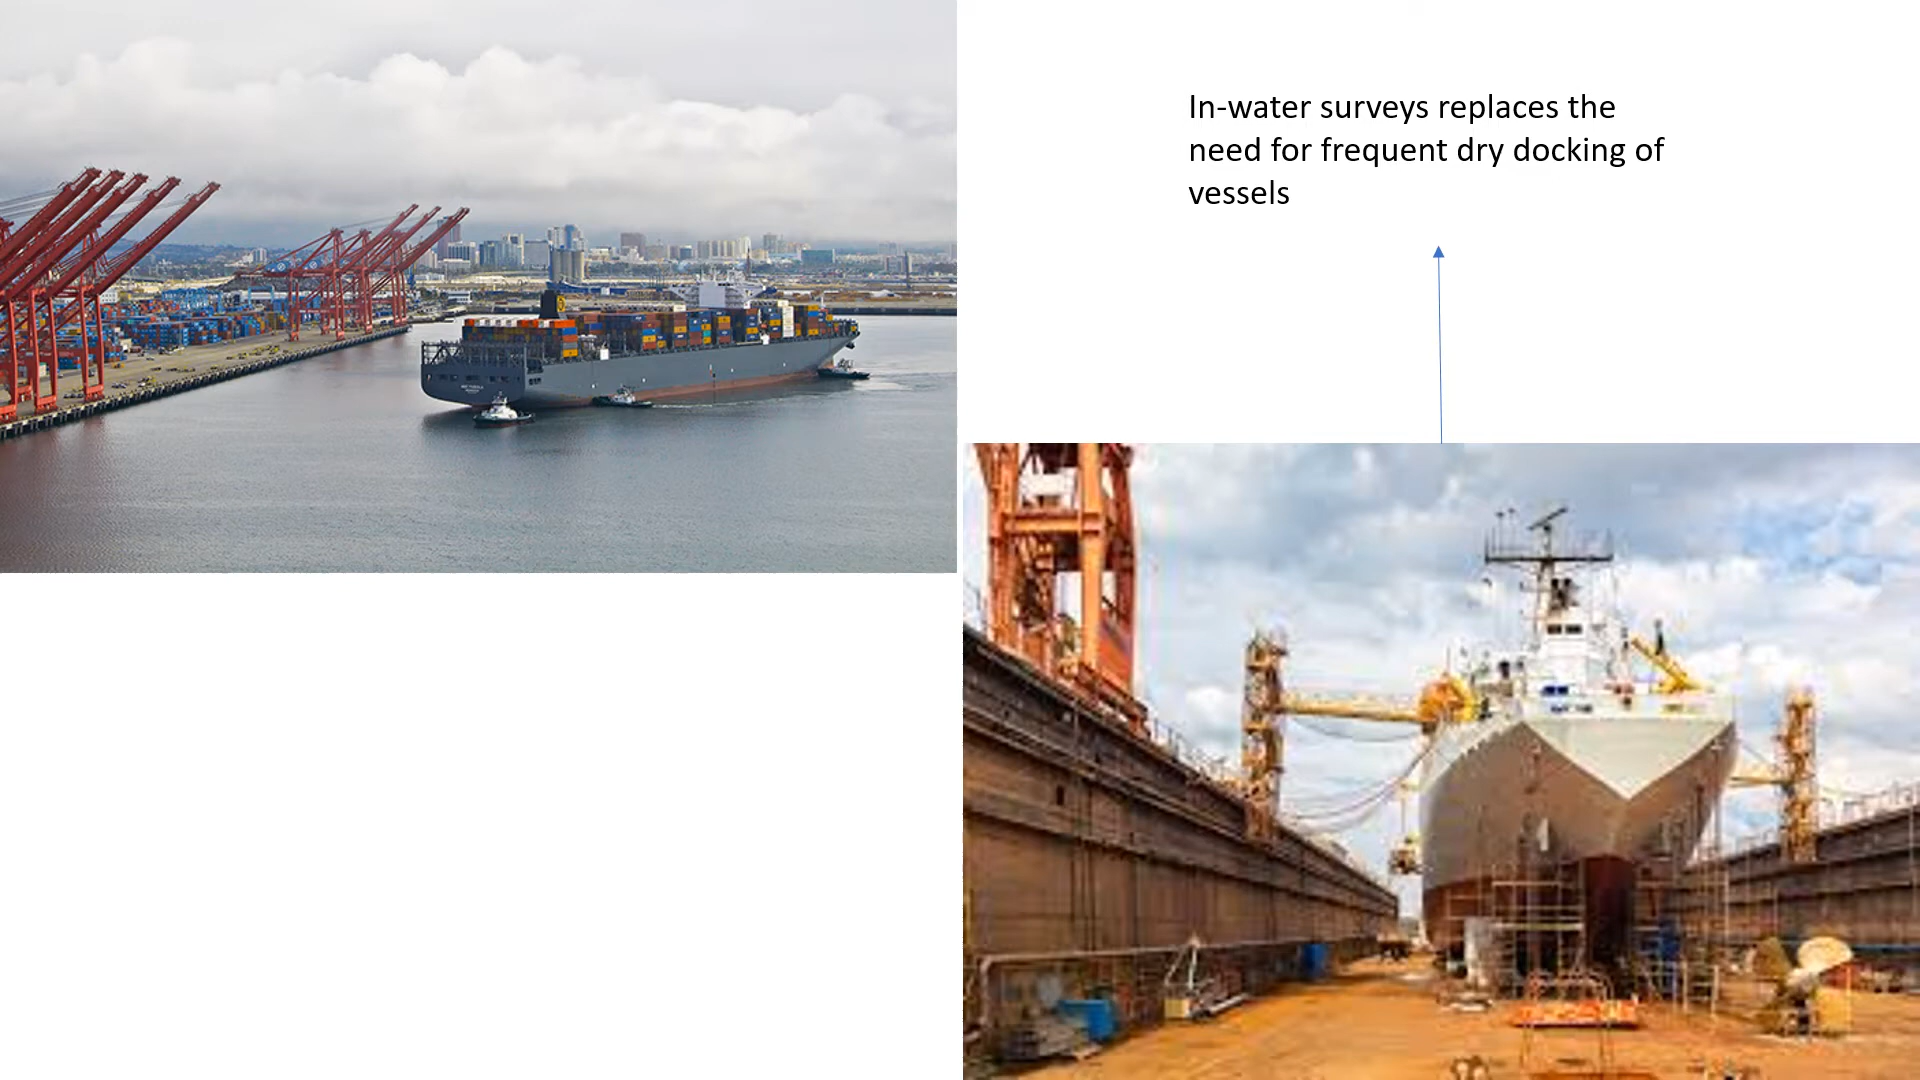 In-water surveys replaces the
need for frequent dry docking of
vessels